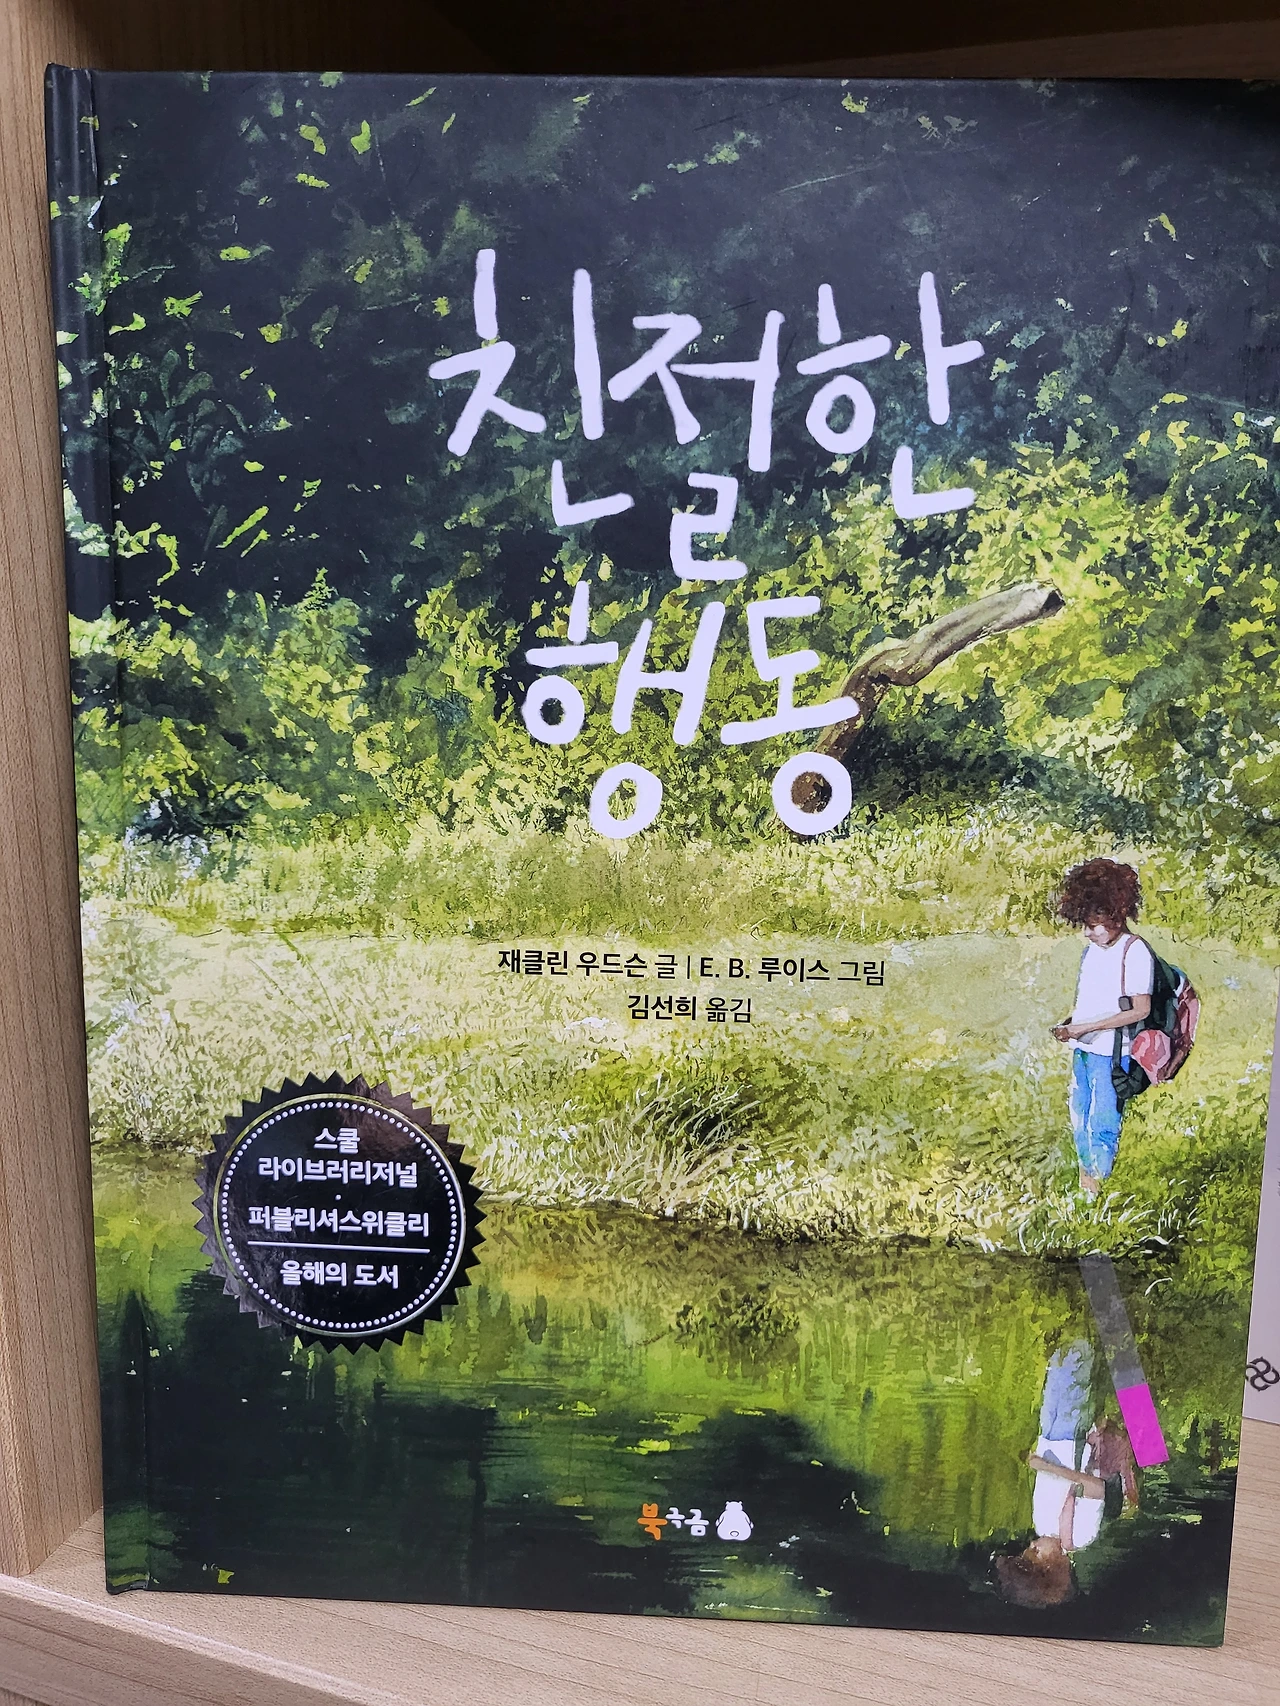 친절한
행동
재클린 우드슨 글 | E. B. 루이스 그림
김선희 옮김
스쿨
라이브러리저널
·
퍼블리셔스위클리
올해의 도서
북극곰